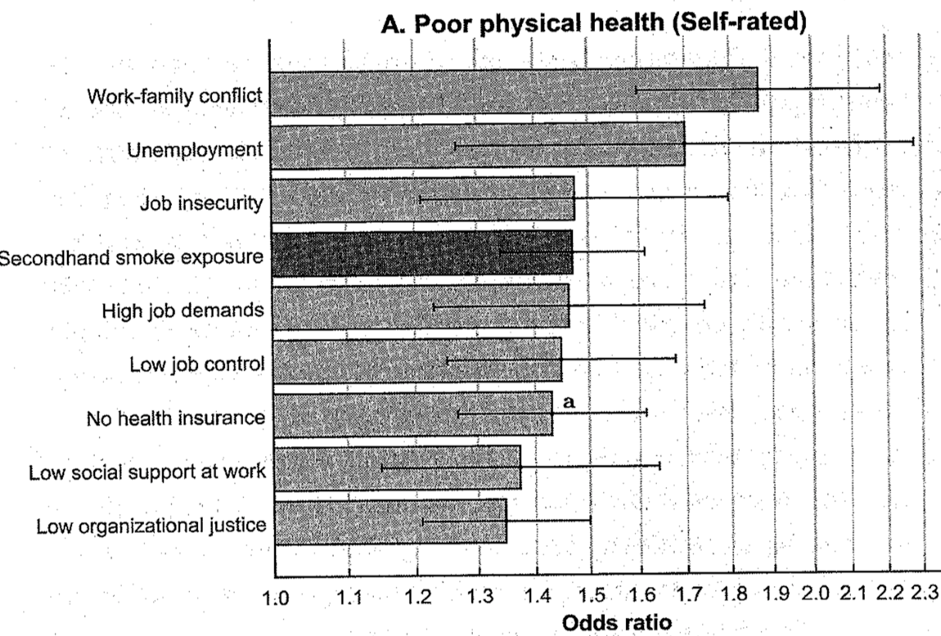 A. Poor physical health (Self-rated)
Work-family conflict
Unemployment
Job insecurity
Secondhand smoke exposure
High job demands
Low job control
No health insurance
a
Low social support at work
Low organizational justice
1.0 1.1 1.2 1.3 1.4 1.5 1.6 1.7 1.8 1.9 2.0 2.1 2.2 2.3
Odds ratio